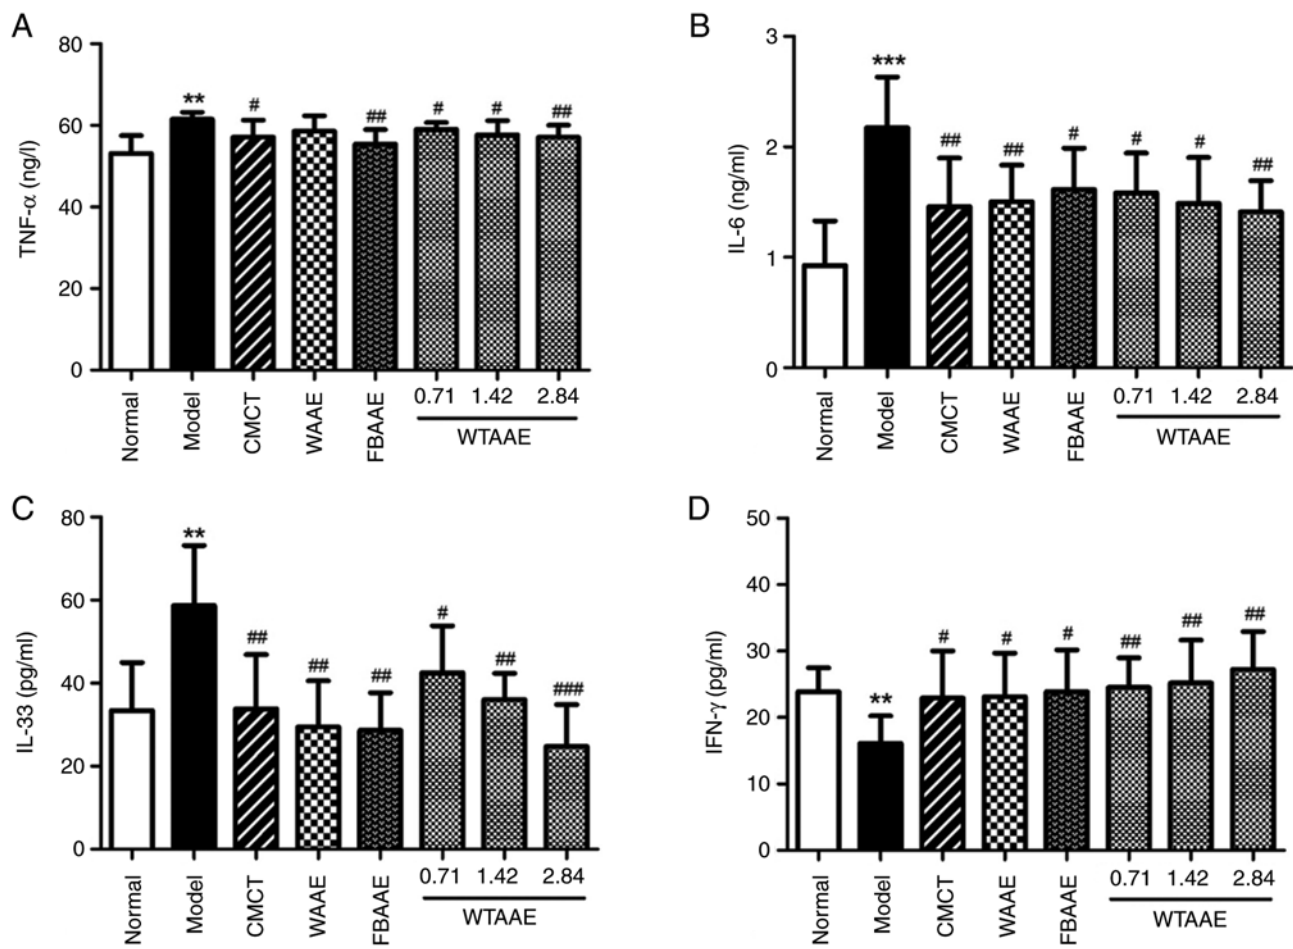 A
TNF-α (ng/l)
80
60
40
20
0
**
#
##
#
#
##
Normal
Model
CMCT
WAAE
FBAAE
0.71
1.42
2.84
WTAAE
B
IL-6 (ng/ml)
3
2
1
0
***
##
##
#
#
#
##
Normal
Model
CMCT
WAAE
FBAAE
0.71
1.42
2.84
WTAAE
C
IL-33 (pg/ml)
80
60
40
20
0
**
##
##
##
#
##
###
Normal
Model
CMCT
WAAE
FBAAE
0.71
1.42
2.84
WTAAE
D
IFN-γ (pg/ml)
50
40
30
20
10
0
**
#
#
#
##
##
##
Normal
Model
CMCT
WAAE
FBAAE
0.71
1.42
2.84
WTAAE